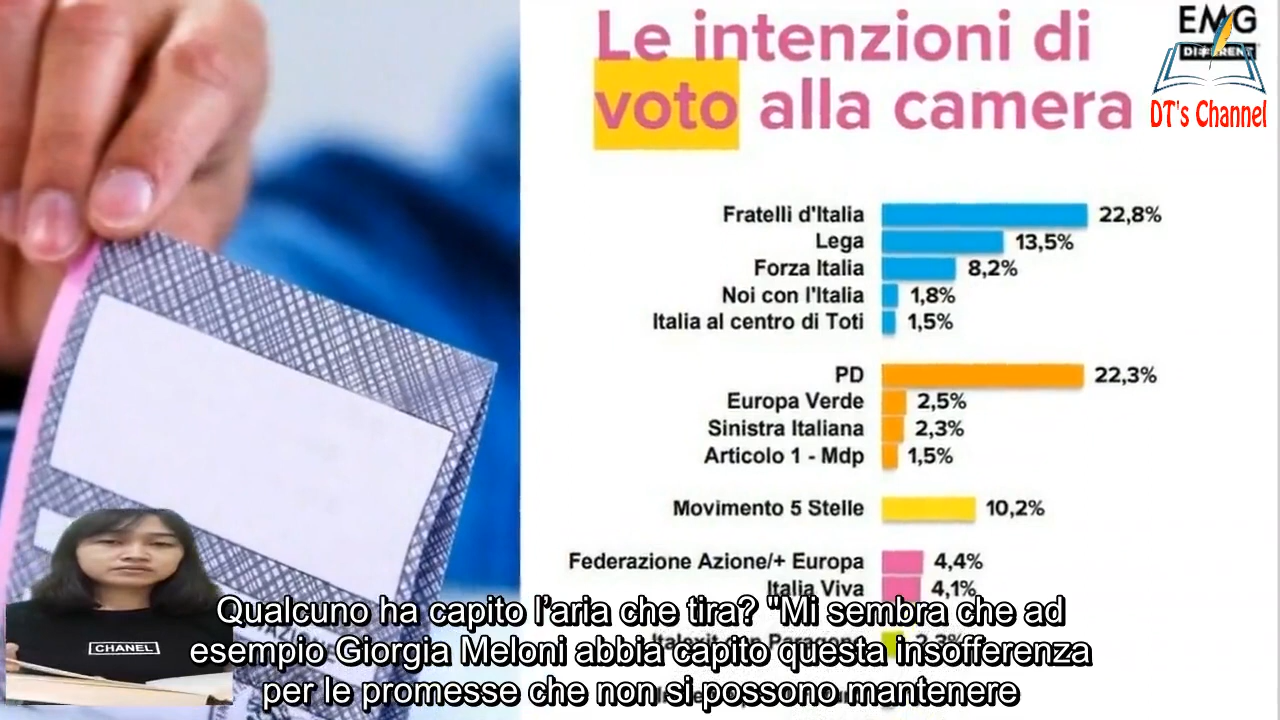 Le intenzioni di
voto alla camera
EMG
DIFFERENT
DT's Channel
Fratelli d'Italia 22,8%
Lega 13,5%
Forza Italia 8,2%
Noi con l'Italia 1,8%
Italia al centro di Toti 1,5%
PD 22,3%
Europa Verde 2,5%
Sinistra Italiana 2,3%
Articolo 1 - Mdp 1,5%
Movimento 5 Stelle 10,2%
Federazione Azione/+ Europa 4,4%
Italia Viva 4,1%
Italexit con Paragone
CHANEL
Qualcuno ha capito l'aria che tira? "Mi sembra che ad
esempio Giorgia Meloni abbia capito questa insofferenza
per le promesse che non si possono mantenere